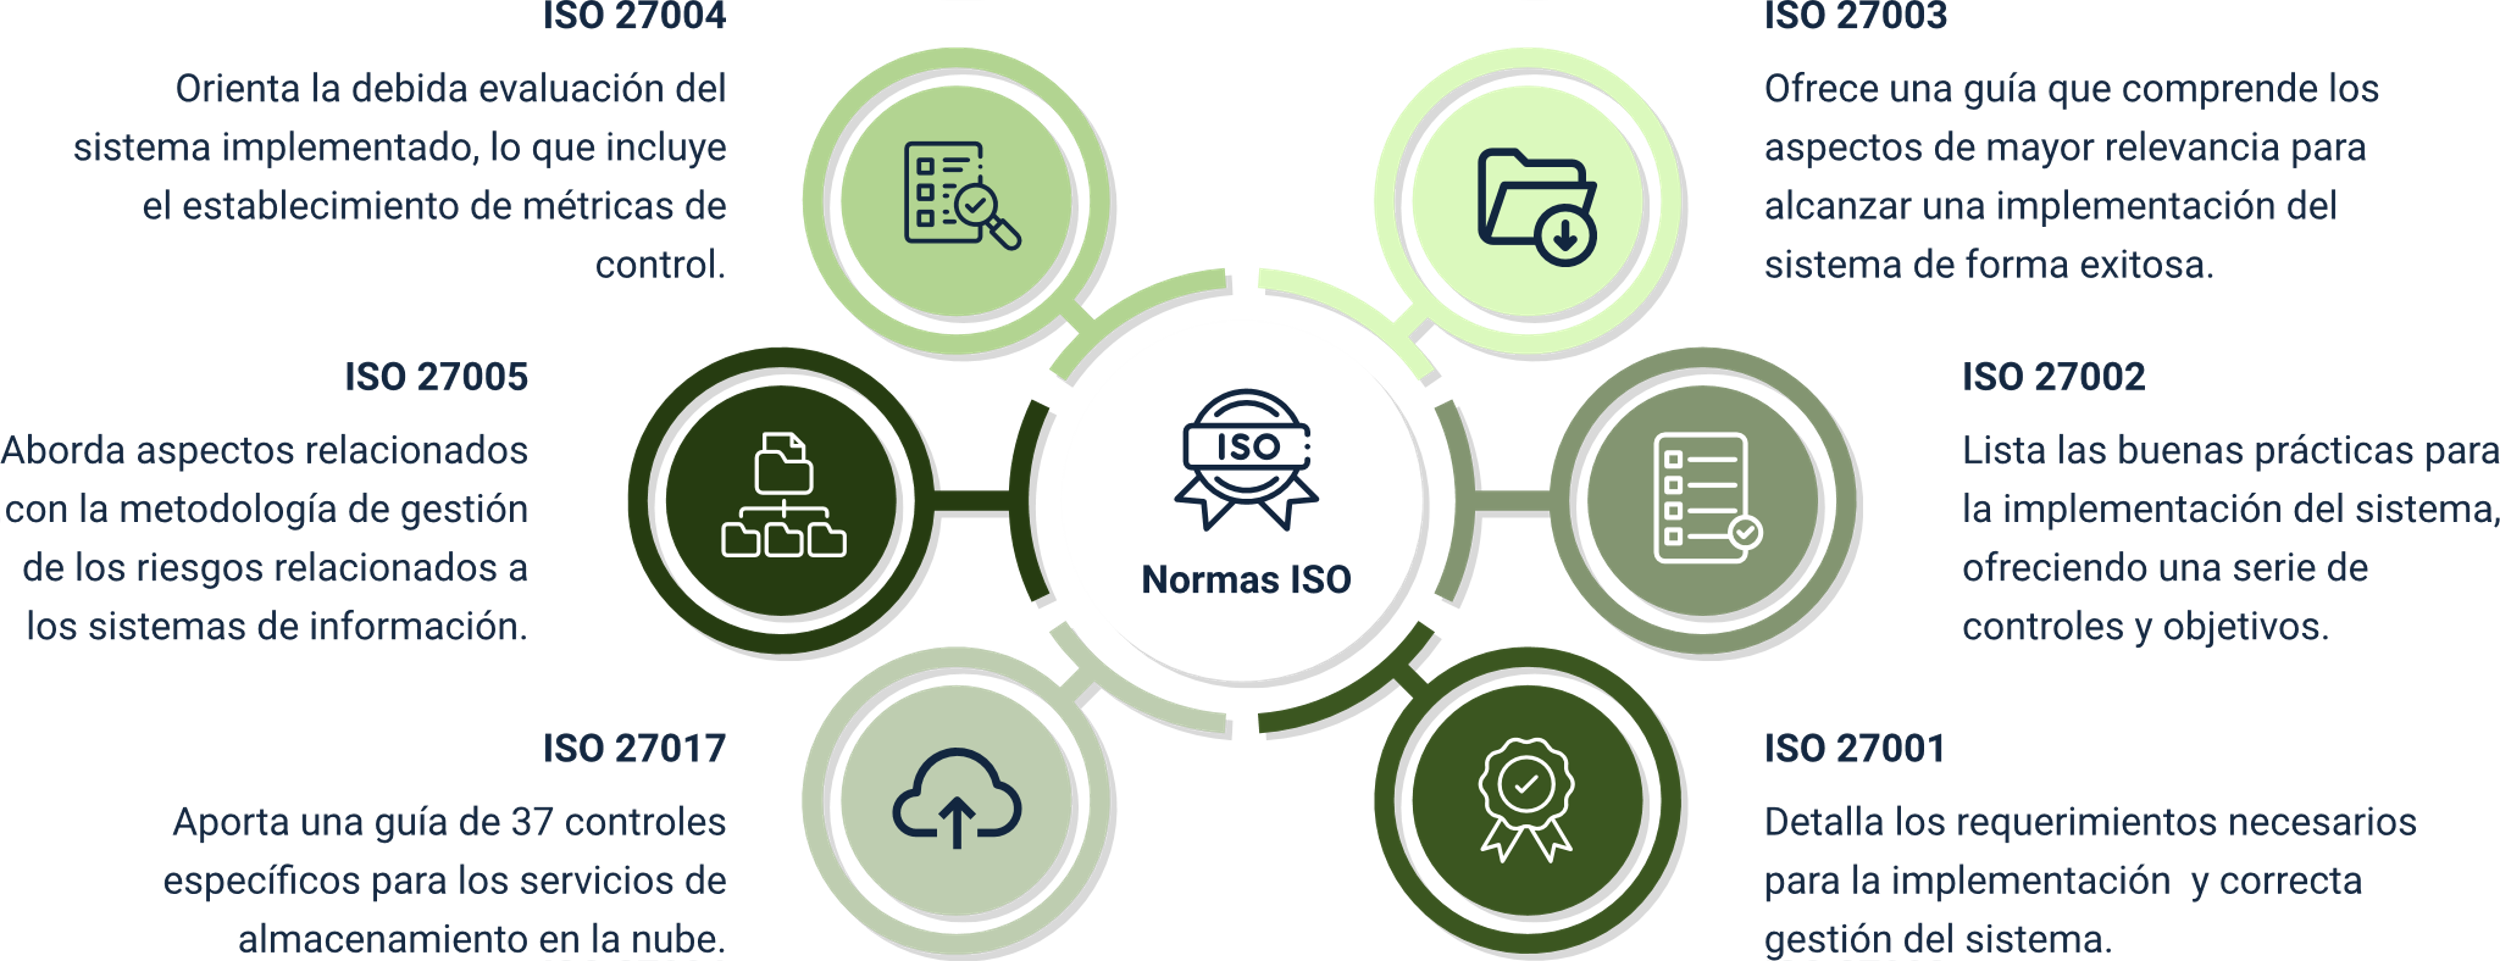 ISO 27004
Orienta la debida evaluación del
sistema implementado, lo que incluye
el establecimiento de métricas de
control.
ISO 27003
Ofrece una guía que comprende los
aspectos de mayor relevancia para
alcanzar una implementación del
sistema de forma exitosa.
ISO 27005
Aborda aspectos relacionados
con la metodología de gestión
de los riesgos relacionados a
los sistemas de información.
ISO
Normas ISO
ISO 27002
Lista las buenas prácticas para
la implementación del sistema,
ofreciendo una serie de
controles y objetivos.
ISO 27017
Aporta una guía de 37 controles
específicos para los servicios de
almacenamiento en la nube.
ISO 27001
Detalla los requerimientos necesarios
para la implementación  y correcta
gestión del sistema.